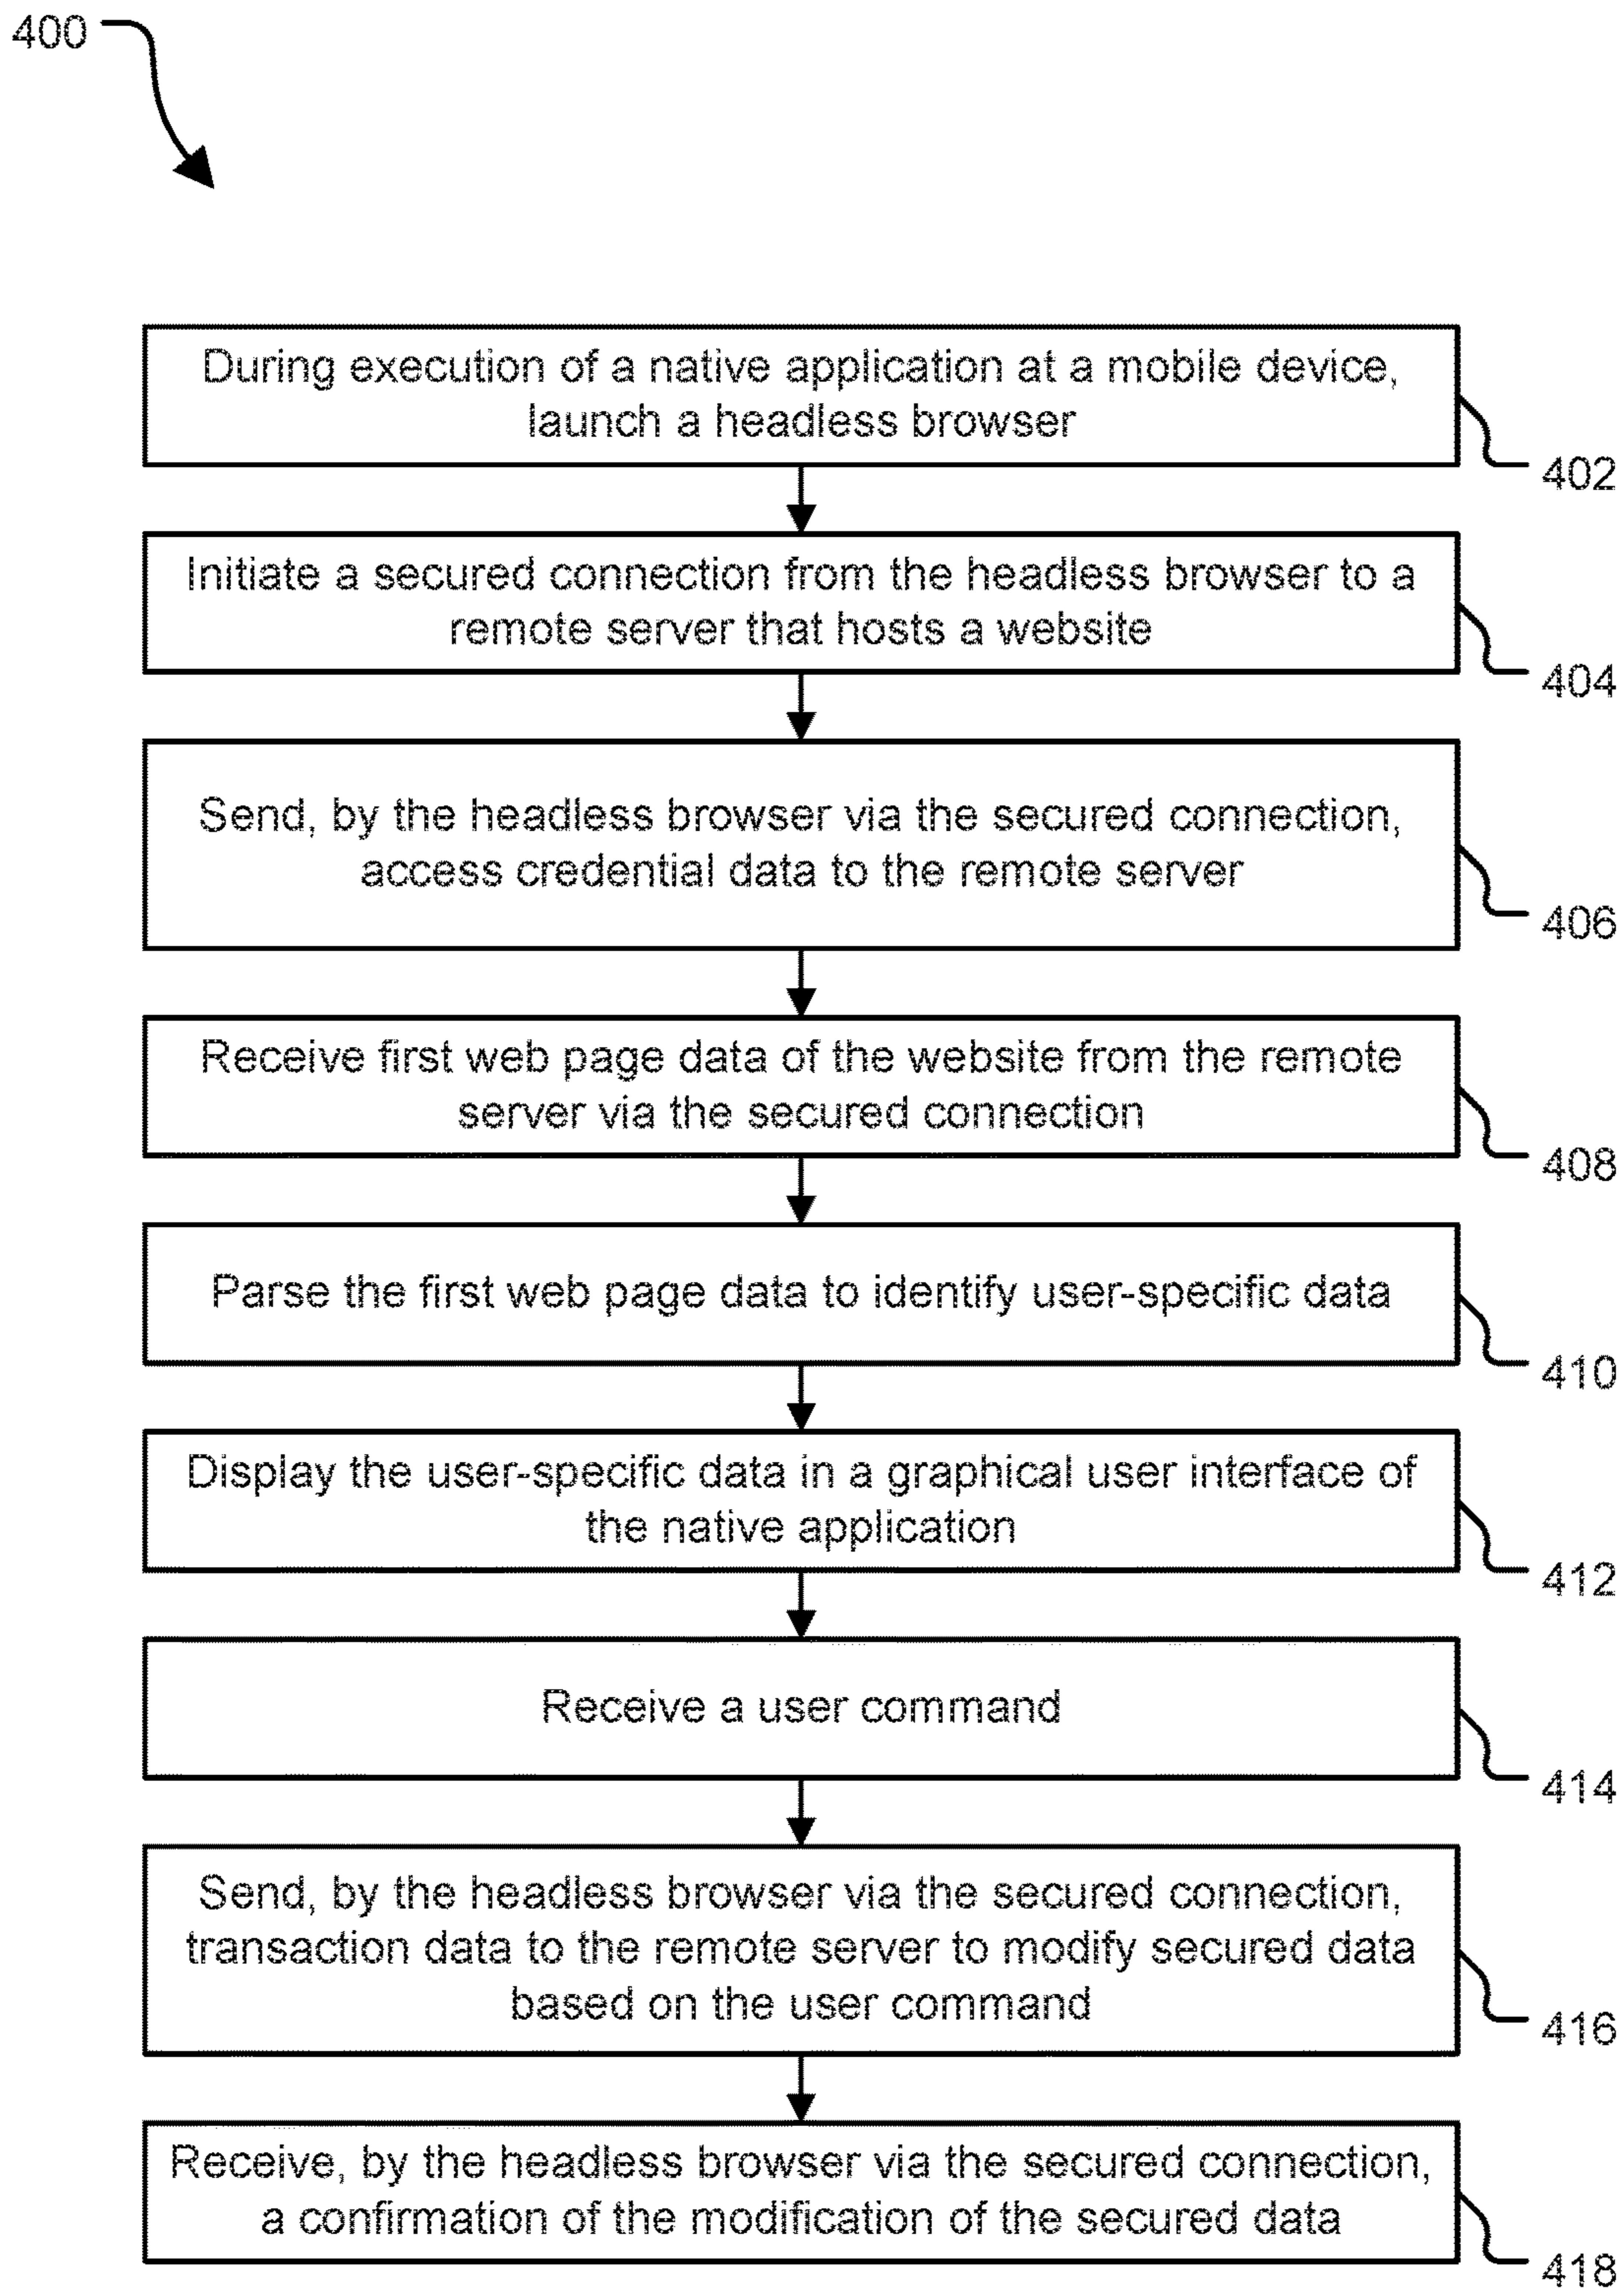 400
During execution of a native application at a mobile device,
launch a headless browser
402
Initiate a secured connection from the headless browser to a
remote server that hosts a website
404
Send, by the headless browser via the secured connection,
access credential data to the remote server
406
Receive first web page data of the website from the remote
server via the secured connection
408
Parse the first web page data to identify user-specific data
410
Display the user-specific data in a graphical user interface of
the native application
412
Receive a user command
414
Send, by the headless browser via the secured connection,
transaction data to the remote server to modify secured data
based on the user command
416
Receive, by the headless browser via the secured connection,
a confirmation of the modification of the secured data
418